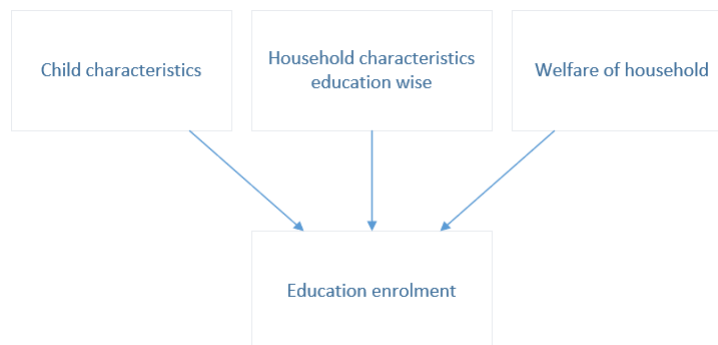 Child characteristics
Household characteristics
education wise
Welfare of household
Education enrolment